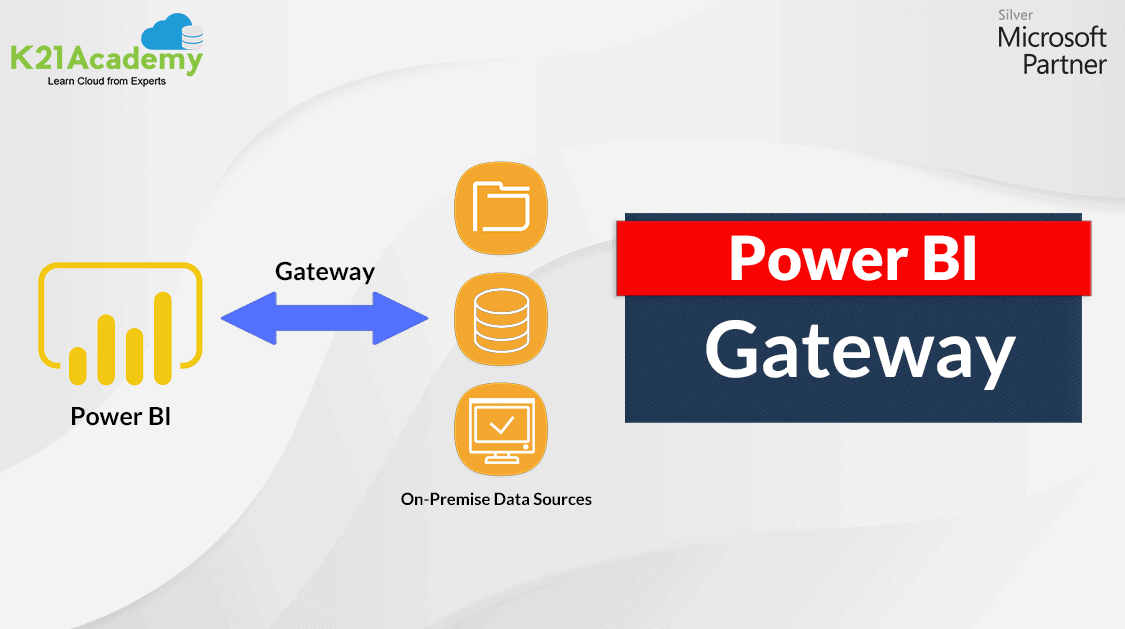 K21Academy
Learn Cloud from Experts
Silver
Microsoft
Partner
Gateway
Power BI
On-Premise Data Sources
Power BI
Gateway